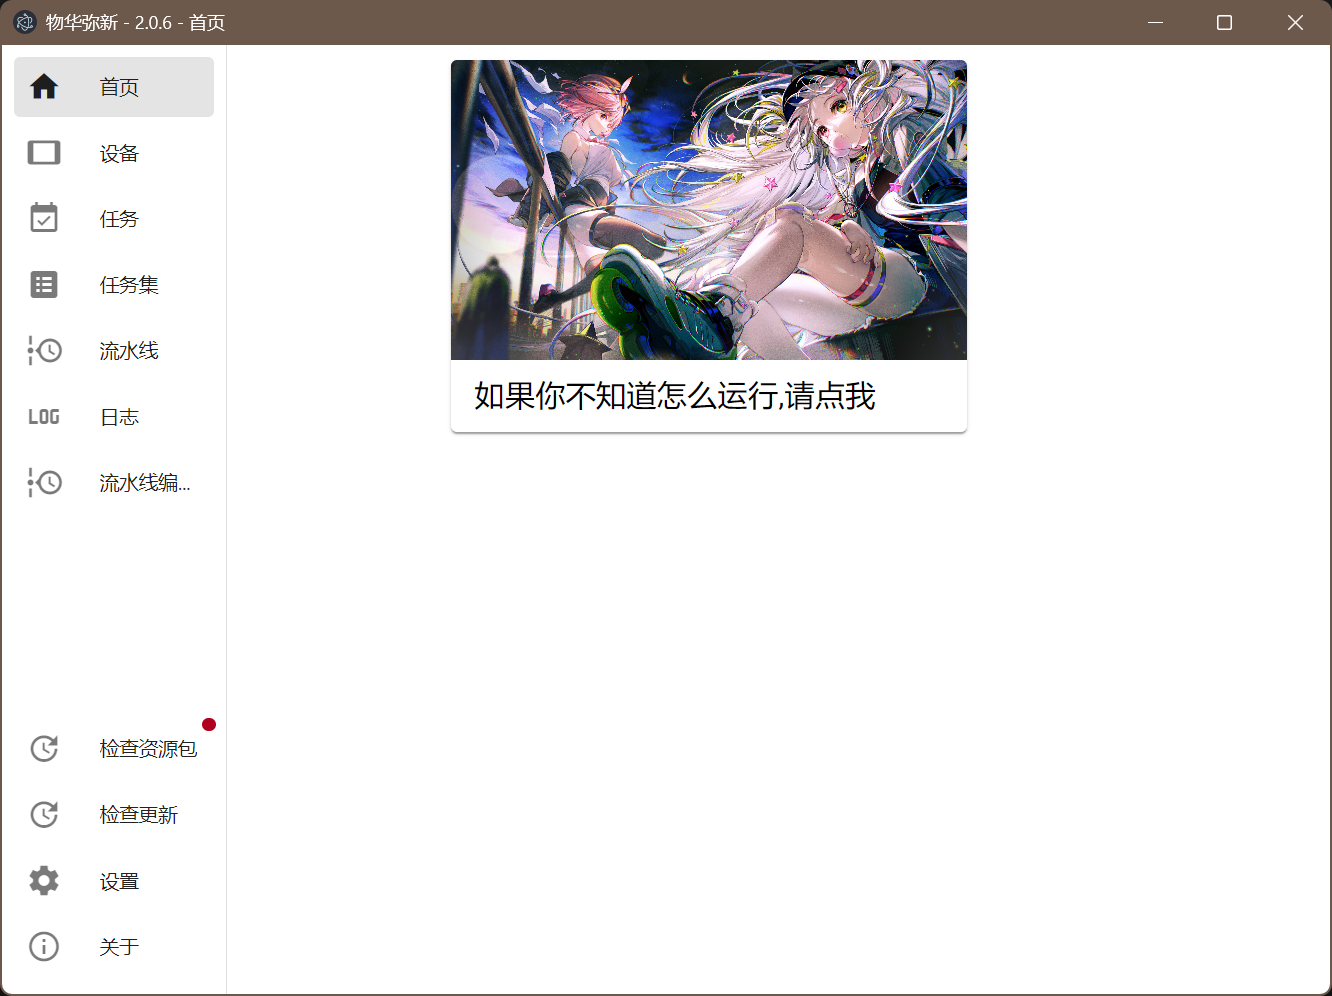 物华弥新 - 2.0.6 - 首页
首页
设备
任务
任务集
流水线
LOG 日志
流水线编...
检查资源包
检查更新
设置
关于
如果你不知道怎么运行,请点我